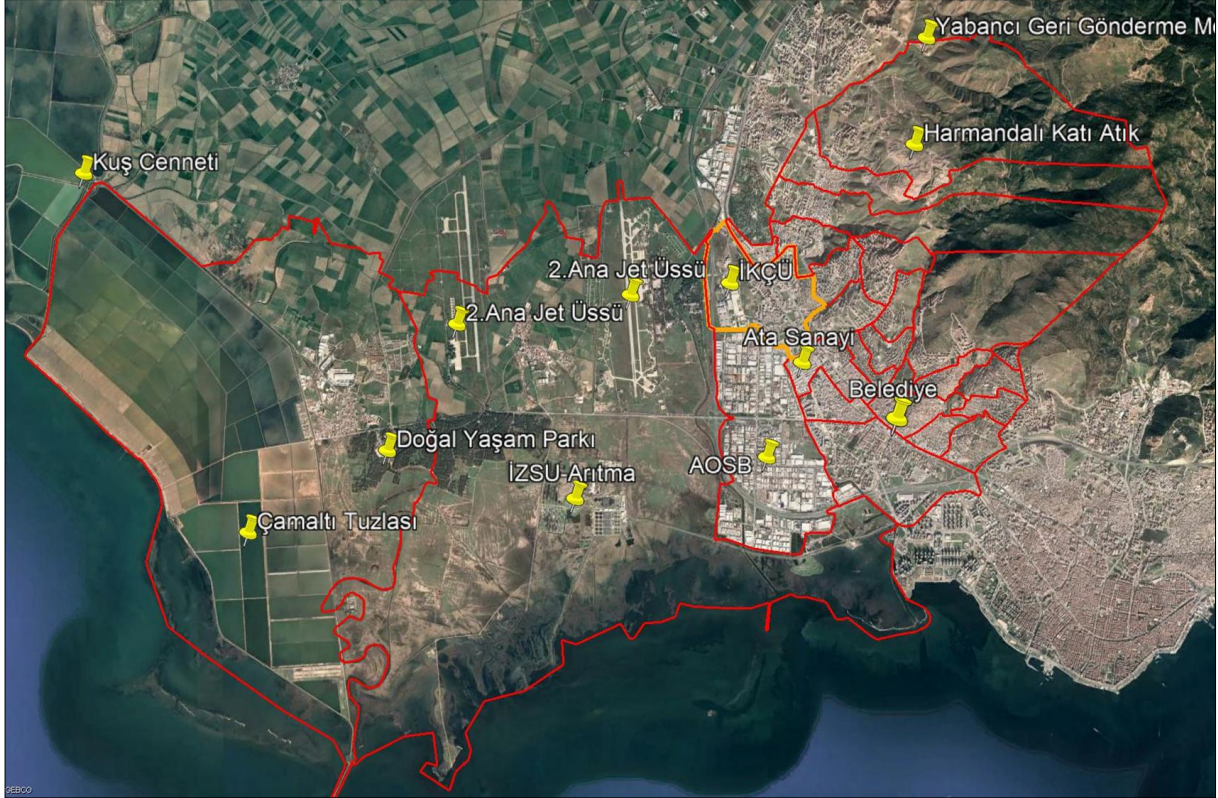 Yabancı Geri Gönderme M
Harmandalı Katı Atık
Kuş Cenneti
2.Ana Jet Üssü
İKÇÜ
2.Ana Jet Üssü
Ata Sanayi
Belediye
Doğal Yaşam Parkı
AOSB
İZSU-Arıtma
Çamaltı Tuzlası
GEBCO